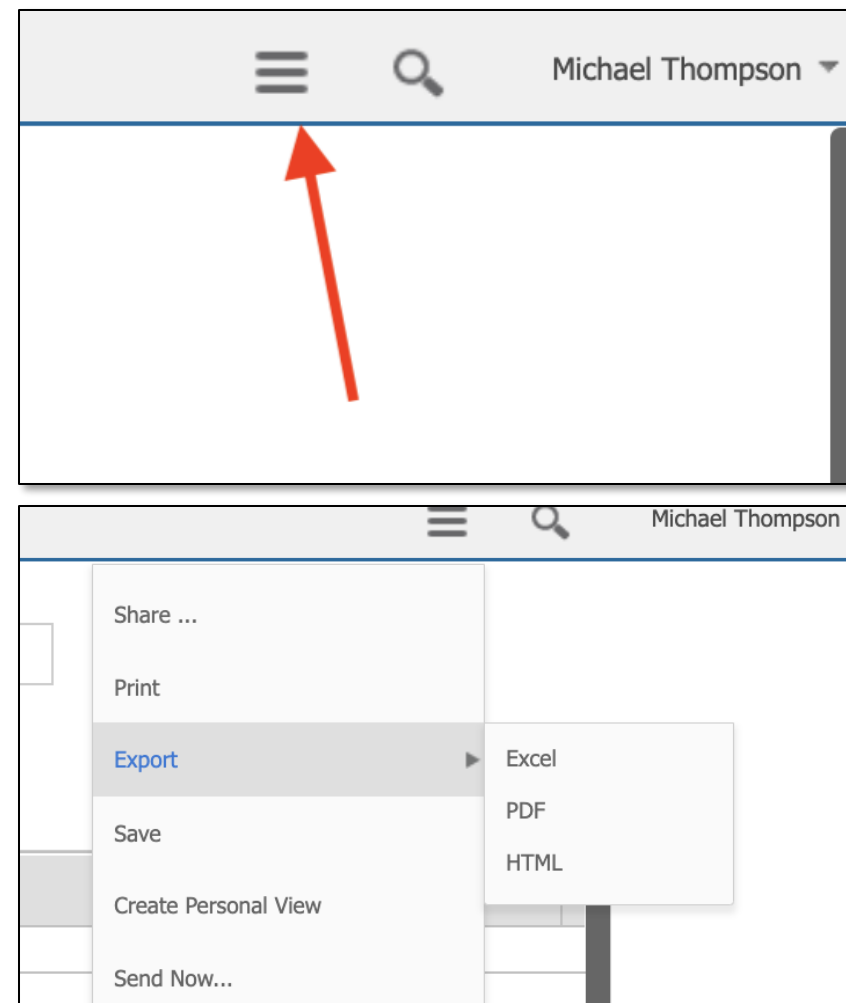 Michael Thompson
Michael Thompson
Share ...
Print
Export
Excel
PDF
HTML
Save
Create Personal View
Send Now...